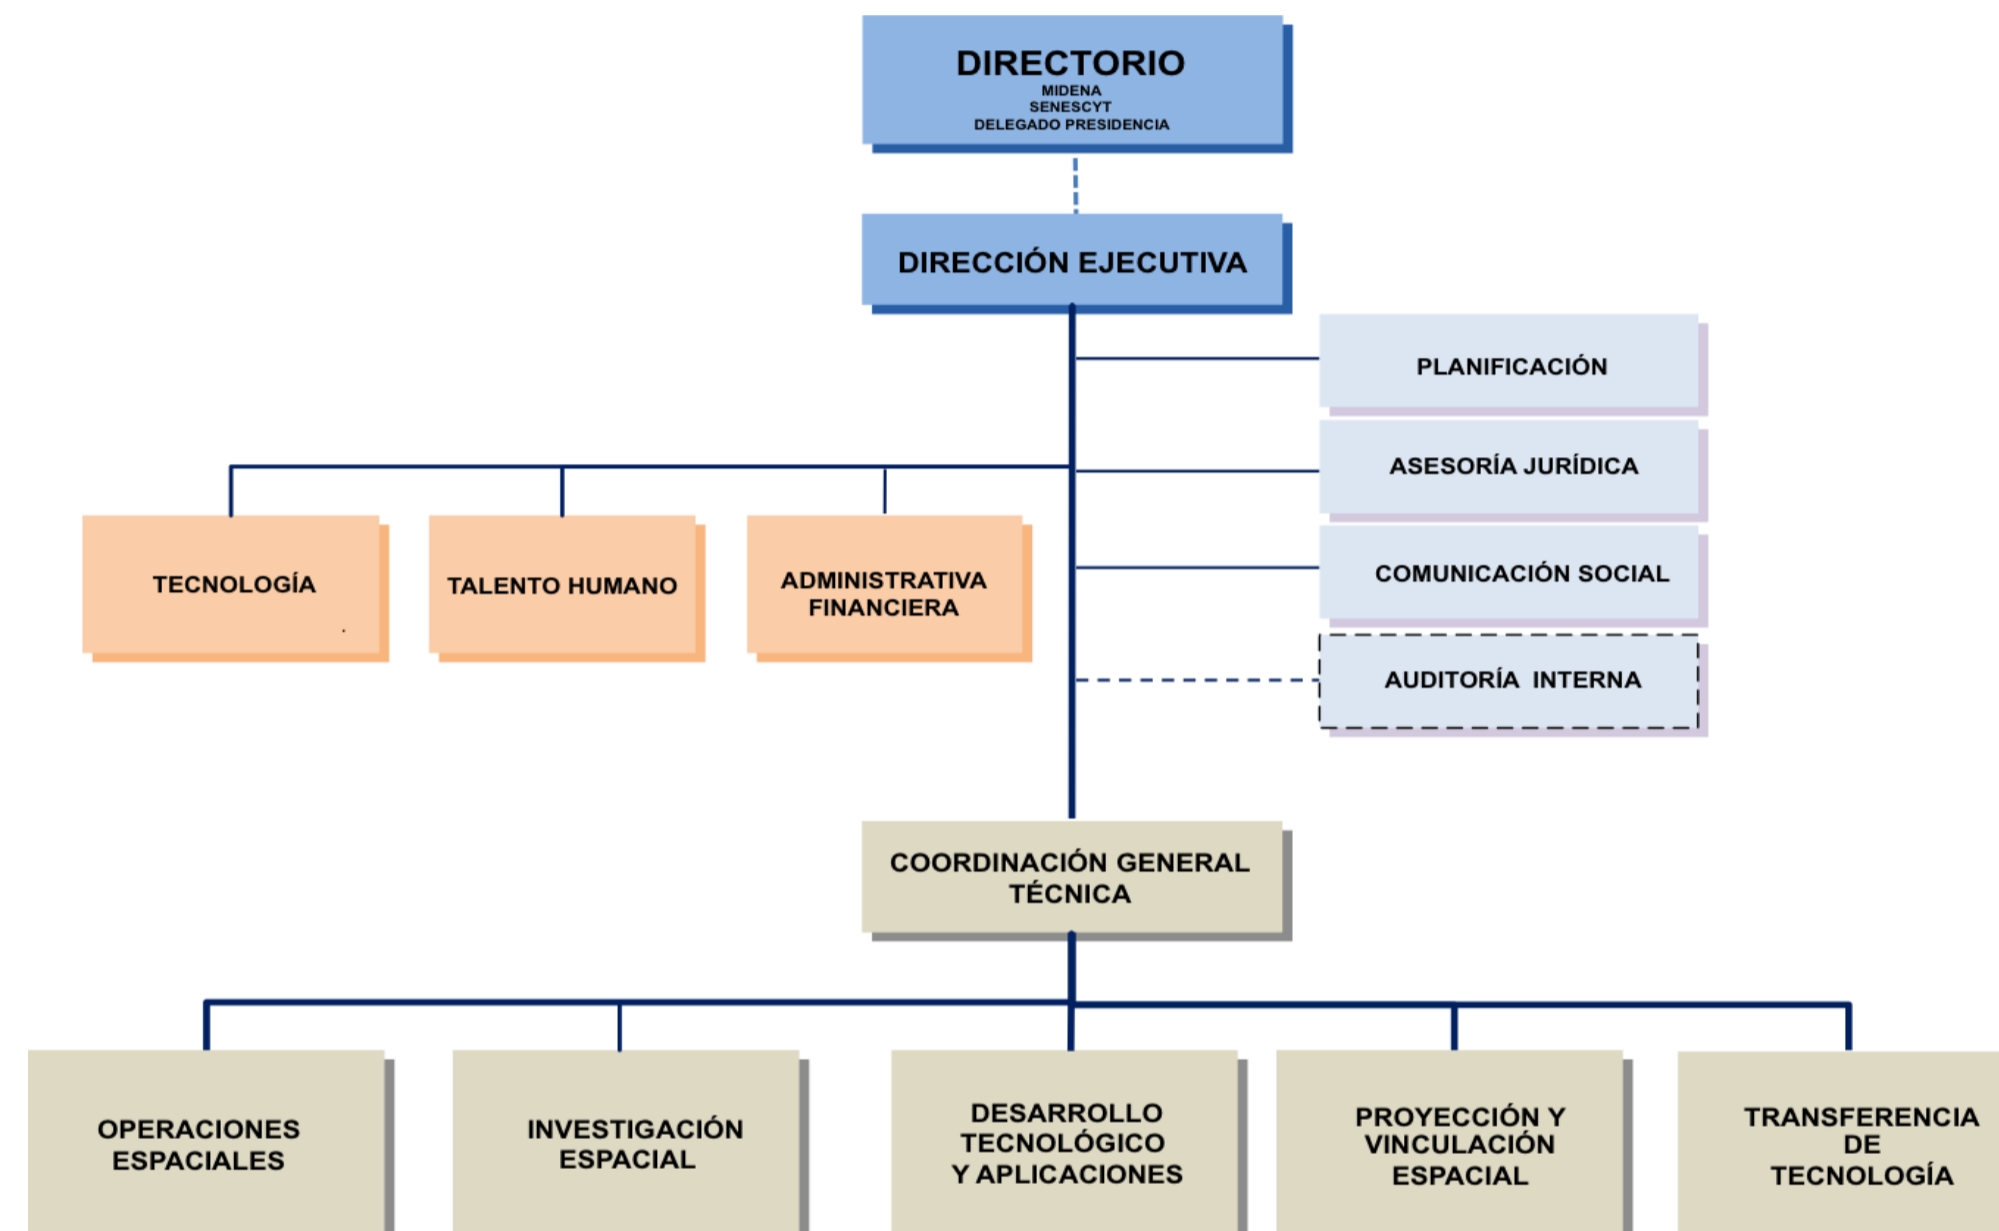 DIRECTORIO
MIDENA
SENESCYT
DELEGADO PRESIDENCIA
DIRECCIÓN EJECUTIVA
PLANIFICACIÓN
ASESORÍA JURÍDICA
COMUNICACIÓN SOCIAL
AUDITORÍA INTERNA
TECNOLOGÍA
.
TALENTO HUMANO
ADMINISTRATIVA
FINANCIERA
COORDINACIÓN GENERAL
TÉCNICA
OPERACIONES
ESPACIALES
INVESTIGACIÓN
ESPACIAL
DESARROLLO
TECNOLÓGICO
Y APLICACIONES
PROYECCIÓN Y
VINCULACIÓN
ESPACIAL
TRANSFERENCIA
DE
TECNOLOGÍA